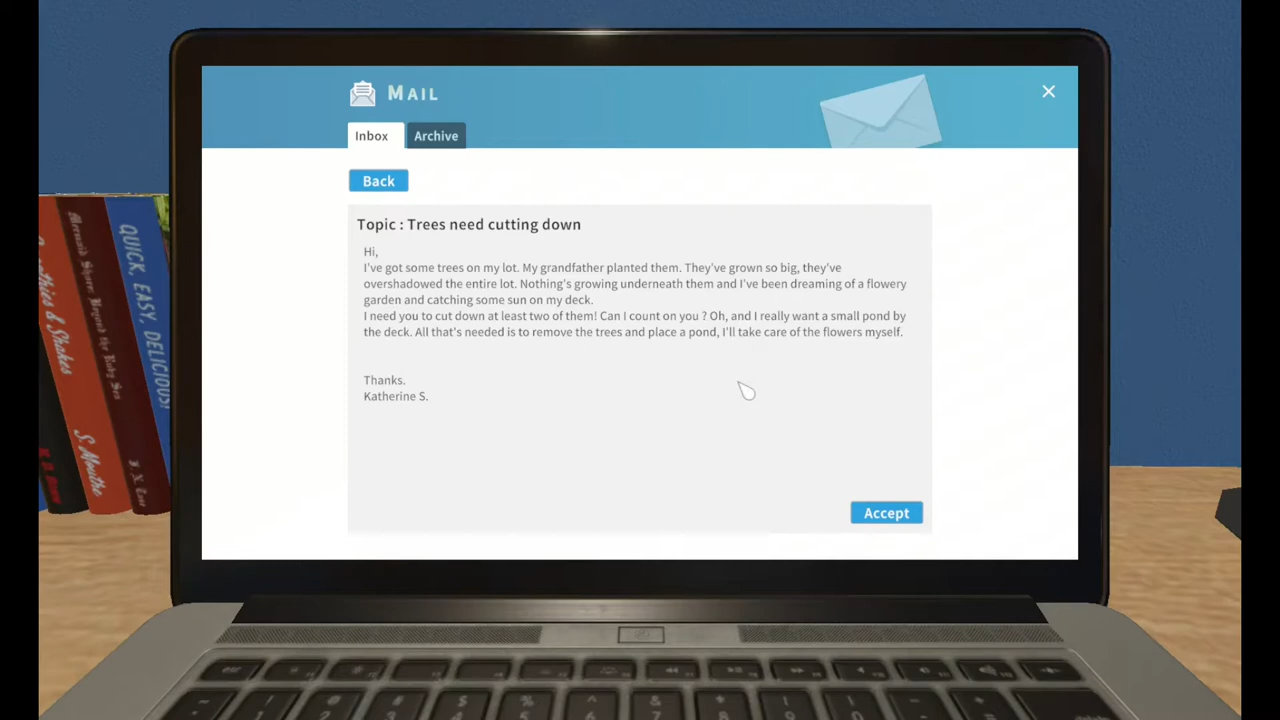 MAIL
Inbox
Archive
Back
Topic : Trees need cutting down
Hi,
I've got some trees on my lot. My grandfather planted them. They've grown so big, they've
overshadowed the entire lot. Nothing's growing underneath them and I've been dreaming of a flowery
garden and catching some sun on my deck.
I need you to cut down at least two of them! Can I count on you ? Oh, and I really want a small pond by
the deck. All that's needed is to remove the trees and place a pond, I'll take care of the flowers myself.
Thanks.
Katherine S.
Accept
QUICK, EASY, DELICIOUS!
& Shakes
S. Mouthe